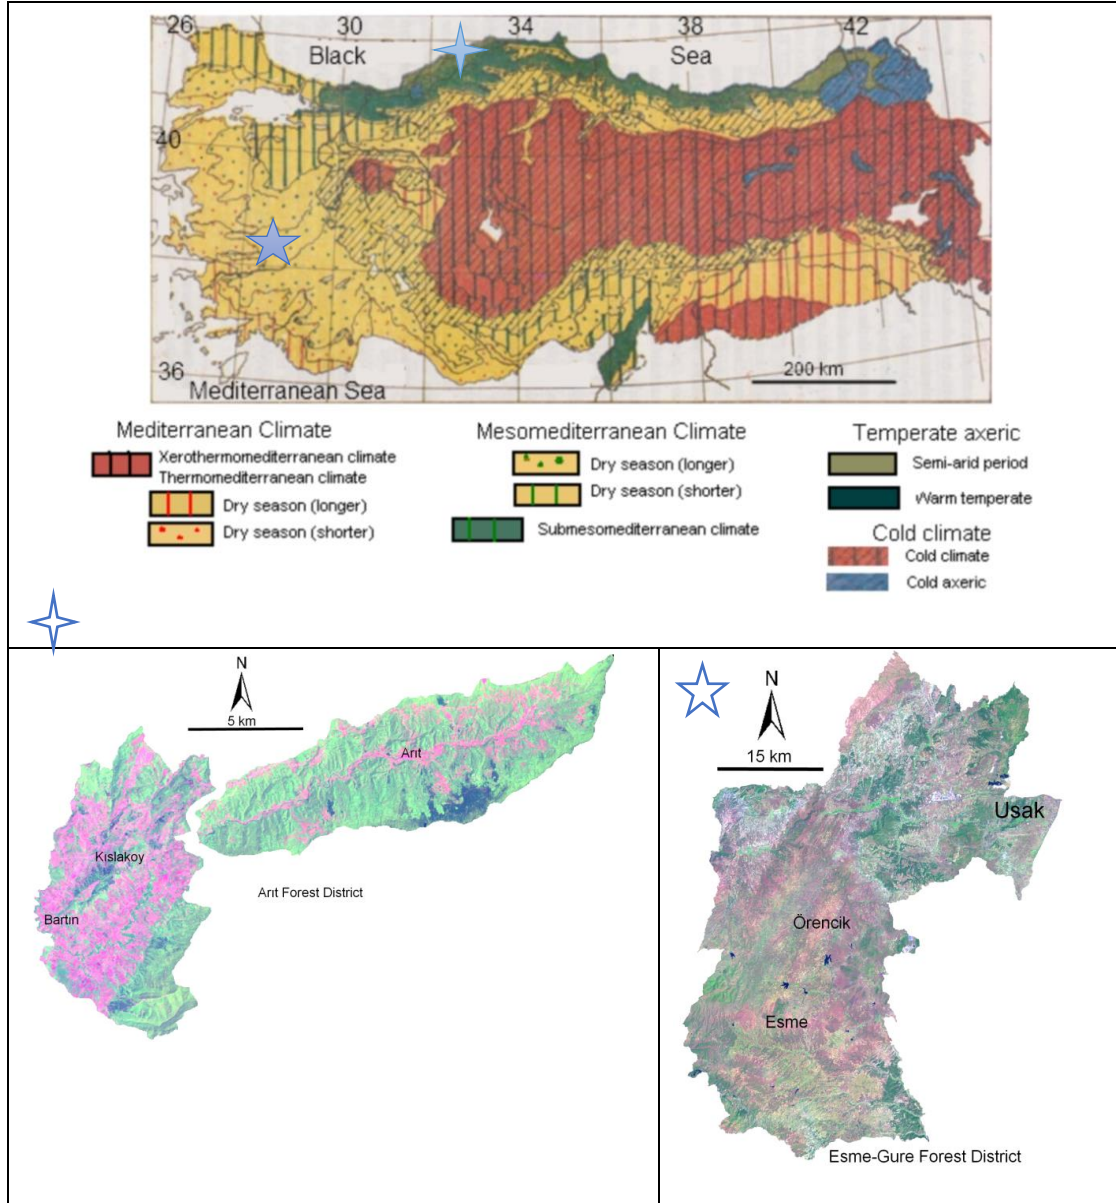 26
30
34
38
42
Black
Sea
40
36
Mediterranean Sea
200 km
Mediterranean Climate
Xerothermomediterranean climate
Thermomediterranean climate
Dry season (longer)
Dry season (shorter)
Mesomediterranean Climate
Dry season (longer)
Dry season (shorter)
Submesomediterranean climate
Temperate axeric
Semi-arid period
Warm temperate
Cold climate
Cold climate
Cold axeric
N
5 km
Arıt
Kıslakoy
Bartın
Arıt Forest District
N
15 km
Usak
Örencik
Esme
Esme-Gure Forest District